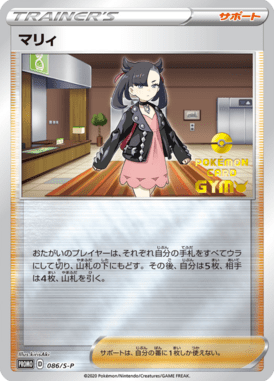 TRAINER'S
サポート
マリィ
POKÉMON
CARD
GYM
おたがいのプレイヤーは、それぞれ自分の手札をすべてウラ
にして切り、山札の下にもどす。その後、自分は5枚、相手
は4枚、山札を引く。
PROMO 086/S-P
サポートは、自分の番に1枚しか使えない。
©2020 Pokémon/Nintendo/Creatures/GAME FREAK.